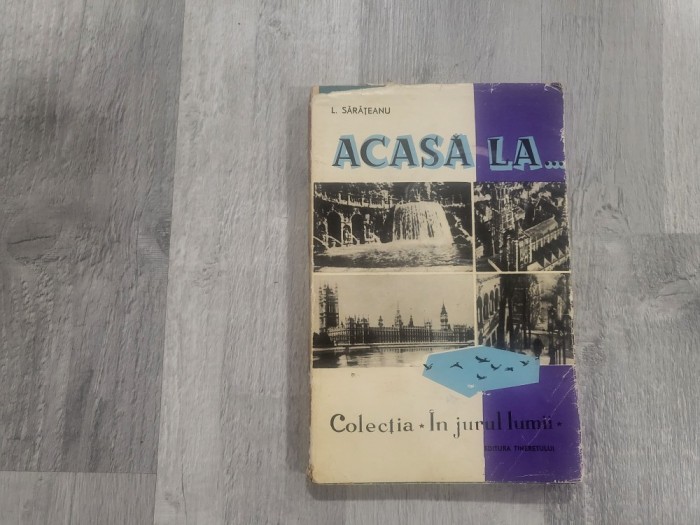 L. SĂRĂȚEANU
ACASĂ LA...
Colecția ★ În jurul lumii ★
EDITURA TINERETULUI